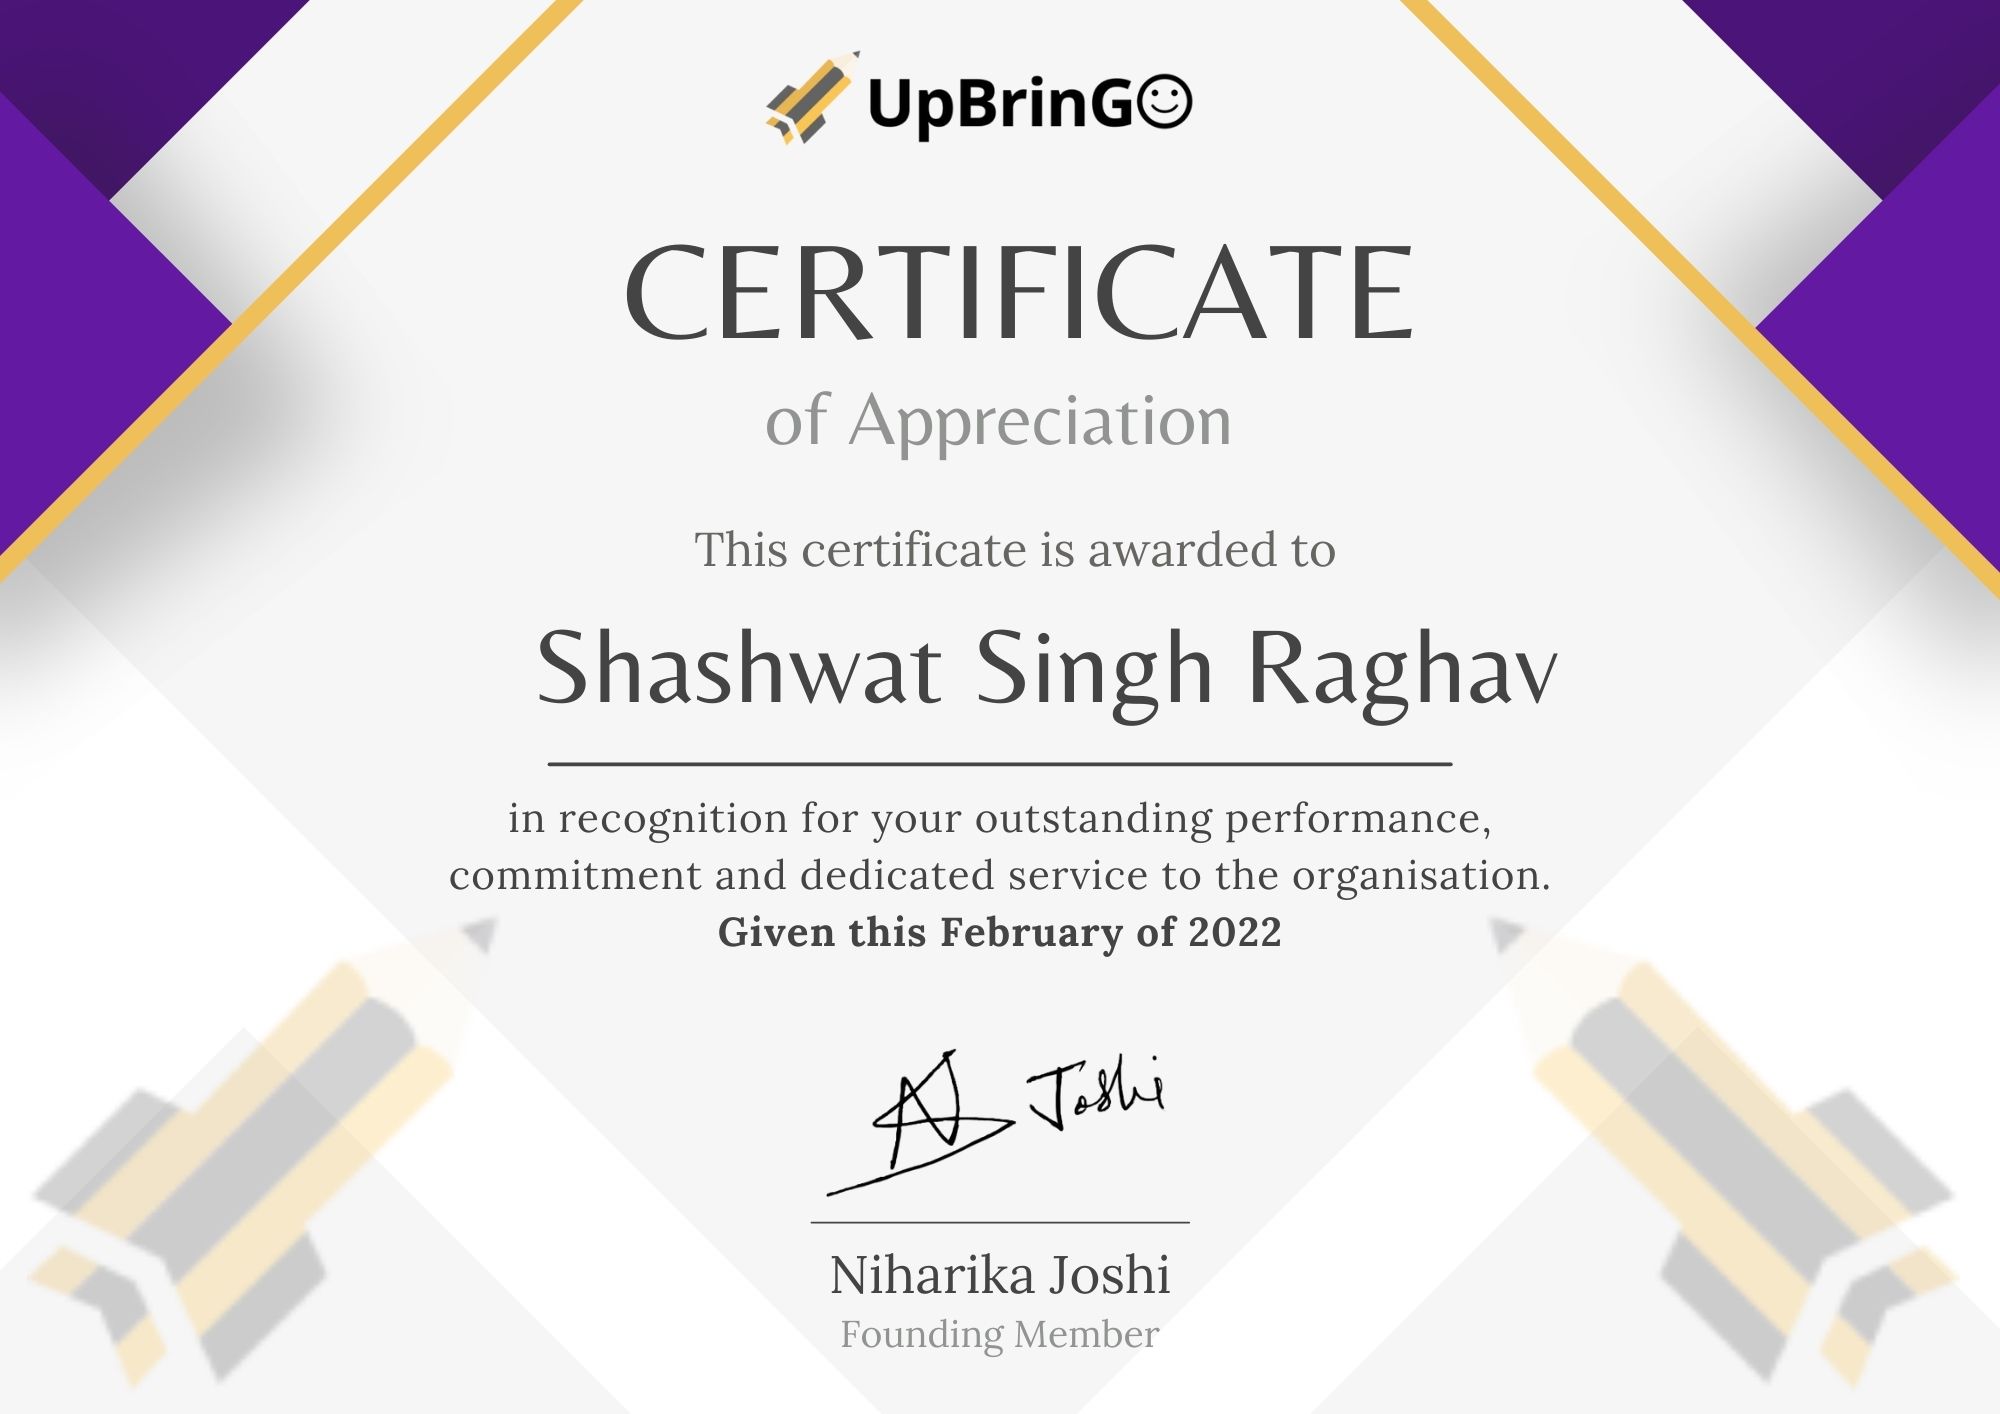 UpBrinGO
CERTIFICATE
of Appreciation
This certificate is awarded to
Shashwat Singh Raghav
in recognition for your outstanding performance,
commitment and dedicated service to the organisation.
Given this February of 2022
N Joshi
Niharika Joshi
Founding Member